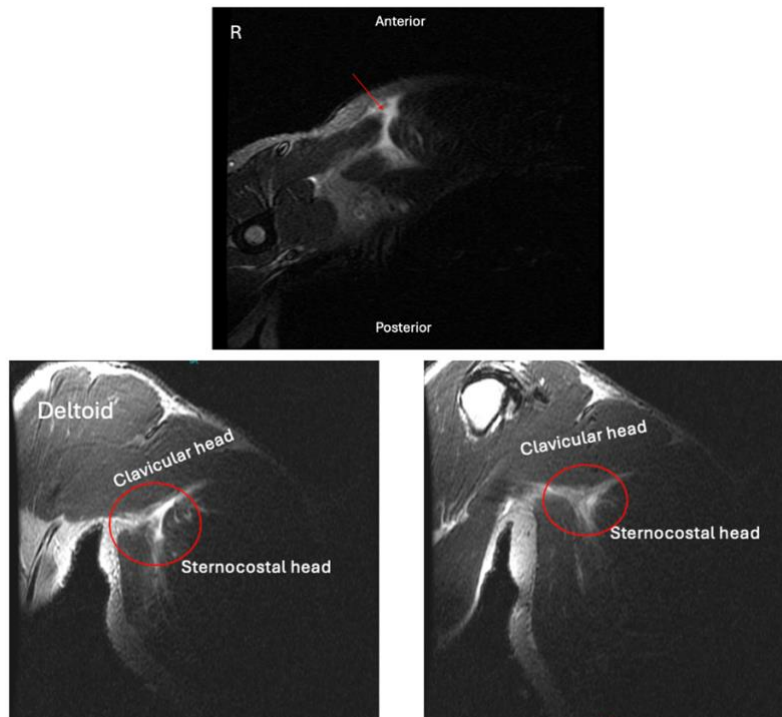 R
Anterior
Posterior
Deltoid
Clavicular head
Sternocostal head
Clavicular head
Sternocostal head